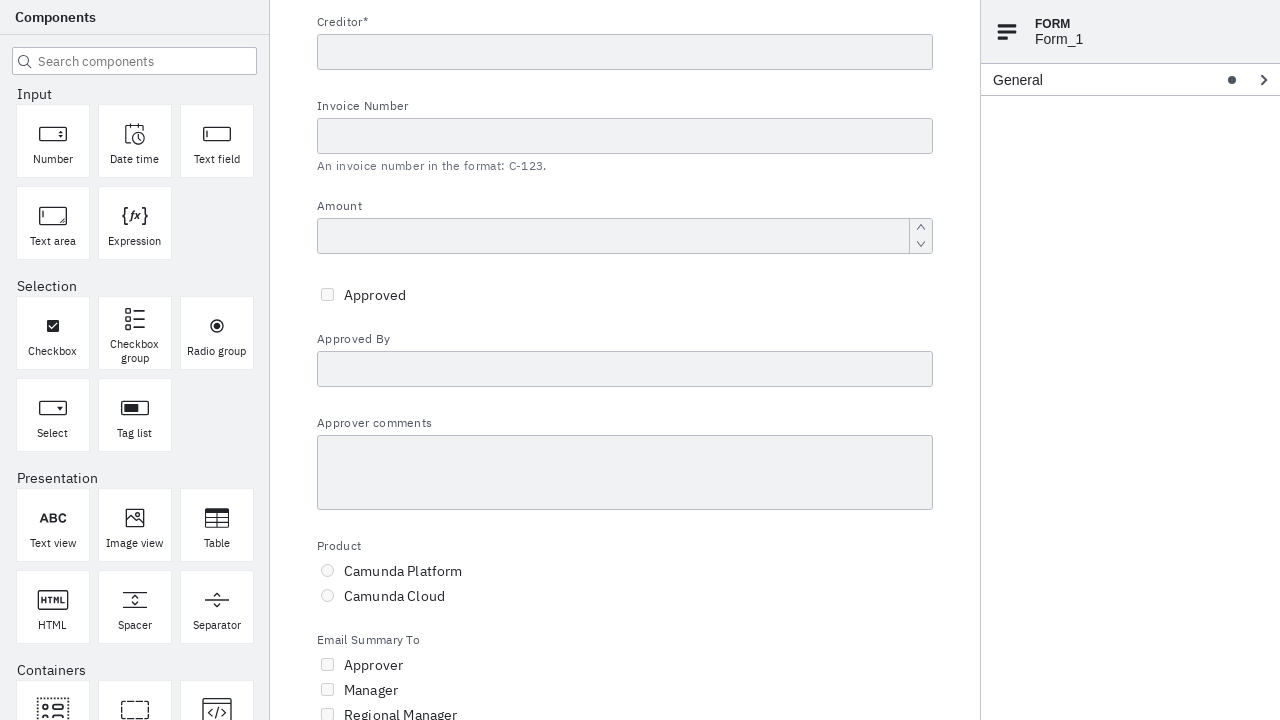 Components
Search components
Input
Number
Date time
Text field
Text area
{fx}
Expression
Selection
Checkbox
Checkbox group
Radio group
Select
Tag list
Presentation
ABC
Text view
Image view
Table
HTML
HTML
Spacer
Separator
Containers
Creditor*
Invoice Number
An invoice number in the format: C-123.
Amount
Approved
Approved By
Approver comments
Product
Camunda Platform
Camunda Cloud
Email Summary To
Approver
Manager
Regional Manager
FORM
Form_1
General